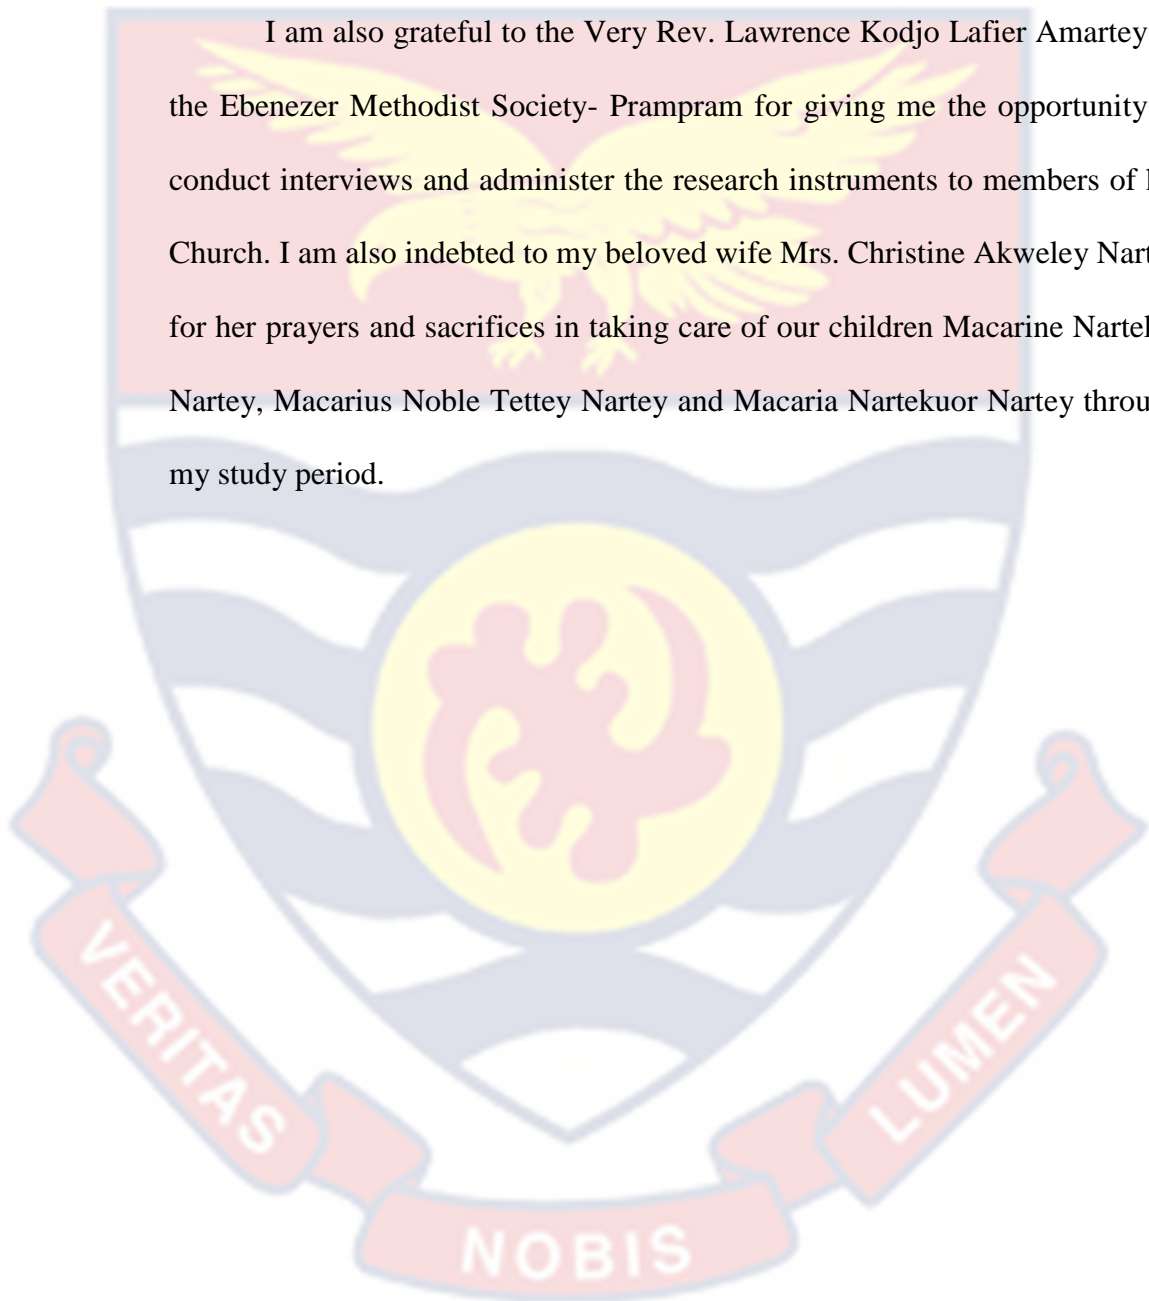 I am also grateful to the Very Rev. Lawrence Kodjo Lafier Amartey
the Ebenezer Methodist Society- Prampram for giving me the opportunity
conduct interviews and administer the research instruments to members of
Church. I am also indebted to my beloved wife Mrs. Christine Akweley
for her prayers and sacrifices in taking care of our children Macarine
Nartey, Macarius Noble Tettey Nartey and Macaria Nartekuor Nartey
my study period.
VERITAS
NOBIS
LUMEN